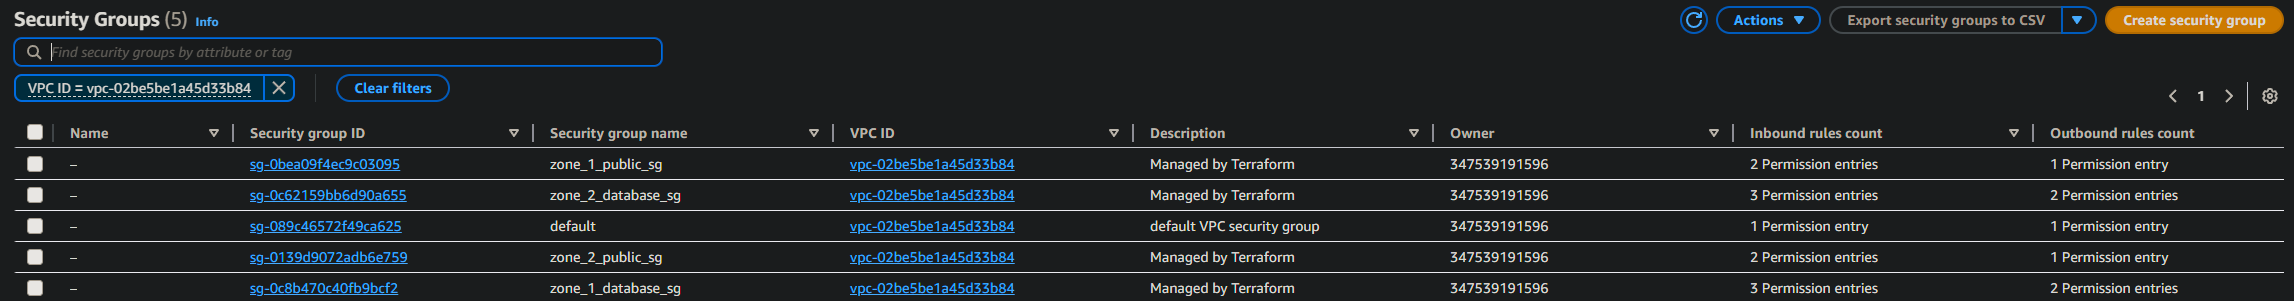 Security Groups (5) Info
Actions
Export security groups to CSV
Create security group
Find security groups by attribute or tag
VPC ID = vpc-02be5be1a45d33b84
Clear filters
1
Name Security group ID Security group name VPC ID Description Owner Inbound rules count Outbound rules count
– sg-0bea09f4ec9c03095 zone_1_public_sg vpc-02be5be1a45d33b84 Managed by Terraform 347539191596 2 Permission entries 1 Permission entry
– sg-0c62159bb6d90a655 zone_2_database_sg vpc-02be5be1a45d33b84 Managed by Terraform 347539191596 3 Permission entries 2 Permission entries
– sg-089c46572f49ca625 default vpc-02be5be1a45d33b84 default VPC security group 347539191596 1 Permission entry 1 Permission entry
– sg-0139d9072adb6e759 zone_2_public_sg vpc-02be5be1a45d33b84 Managed by Terraform 347539191596 2 Permission entries 1 Permission entry
– sg-0c8b470c40fb9bcf2 zone_1_database_sg vpc-02be5be1a45d33b84 Managed by Terraform 347539191596 3 Permission entries 2 Permission entries